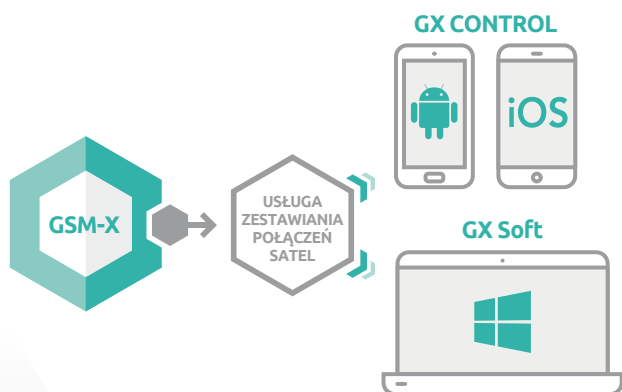 GX CONTROL
iOS
GSM-X
USŁUGA
ZESTAWIANIA
POŁĄCZEŃ
SATEL
GX Soft